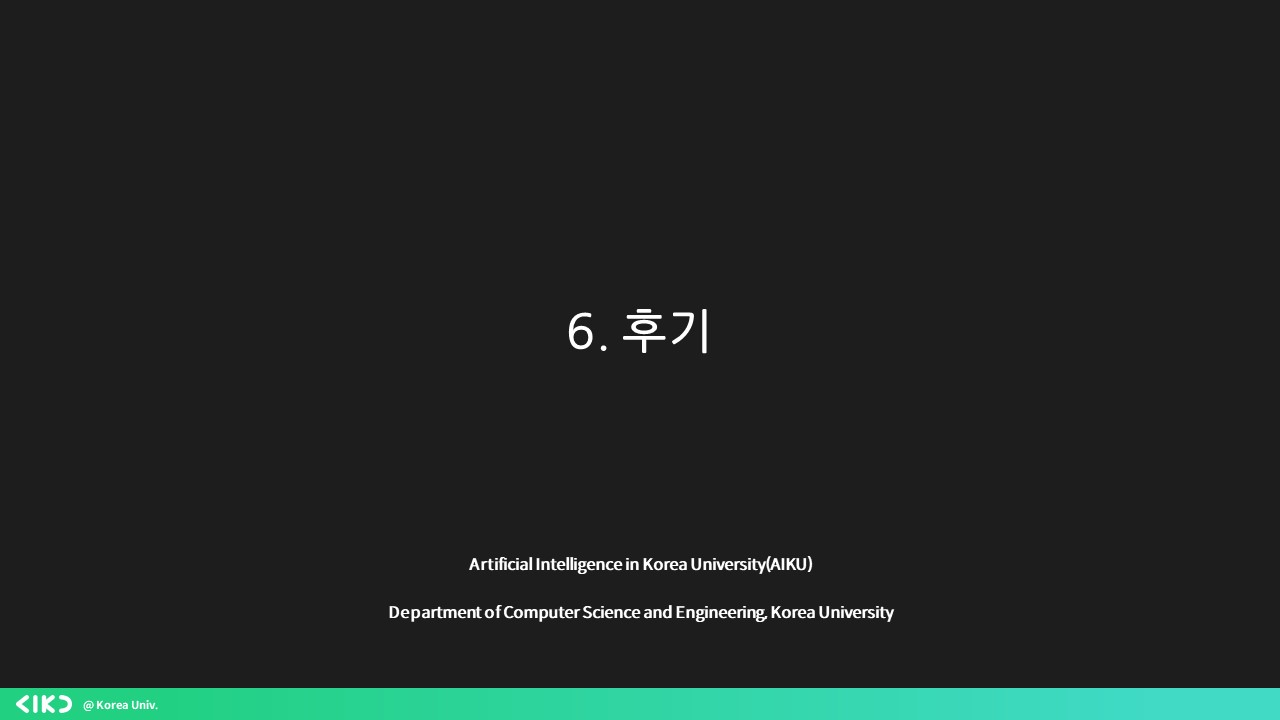 6. 후기
Artificial Intelligence in Korea University(AIKU)
Department of Computer Science and Engineering, Korea University
AIKU @ Korea Univ.